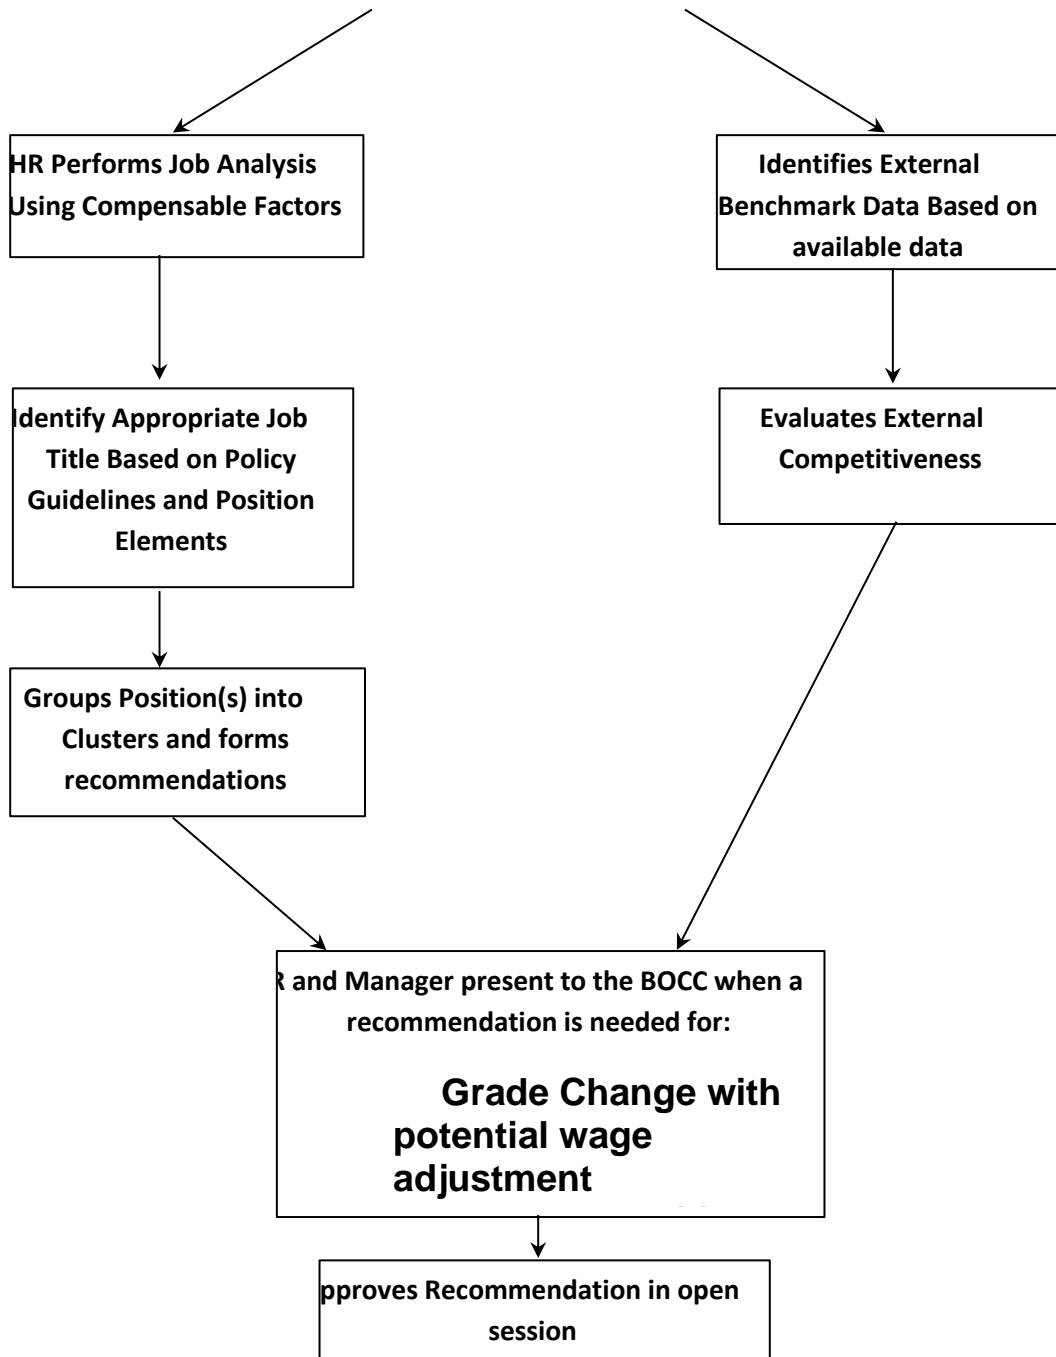 HR Performs Job Analysis
Using Compensable Factors
Identifies External
Benchmark Data Based on
available data
Identify Appropriate Job
Title Based on Policy
Guidelines and Position
Elements
Evaluates External
Competitiveness
Groups Position(s) into
Clusters and forms
recommendations
R and Manager present to the BOCC when a
recommendation is needed for:
Grade Change with
potential wage
adjustment
pproves Recommendation in open
session